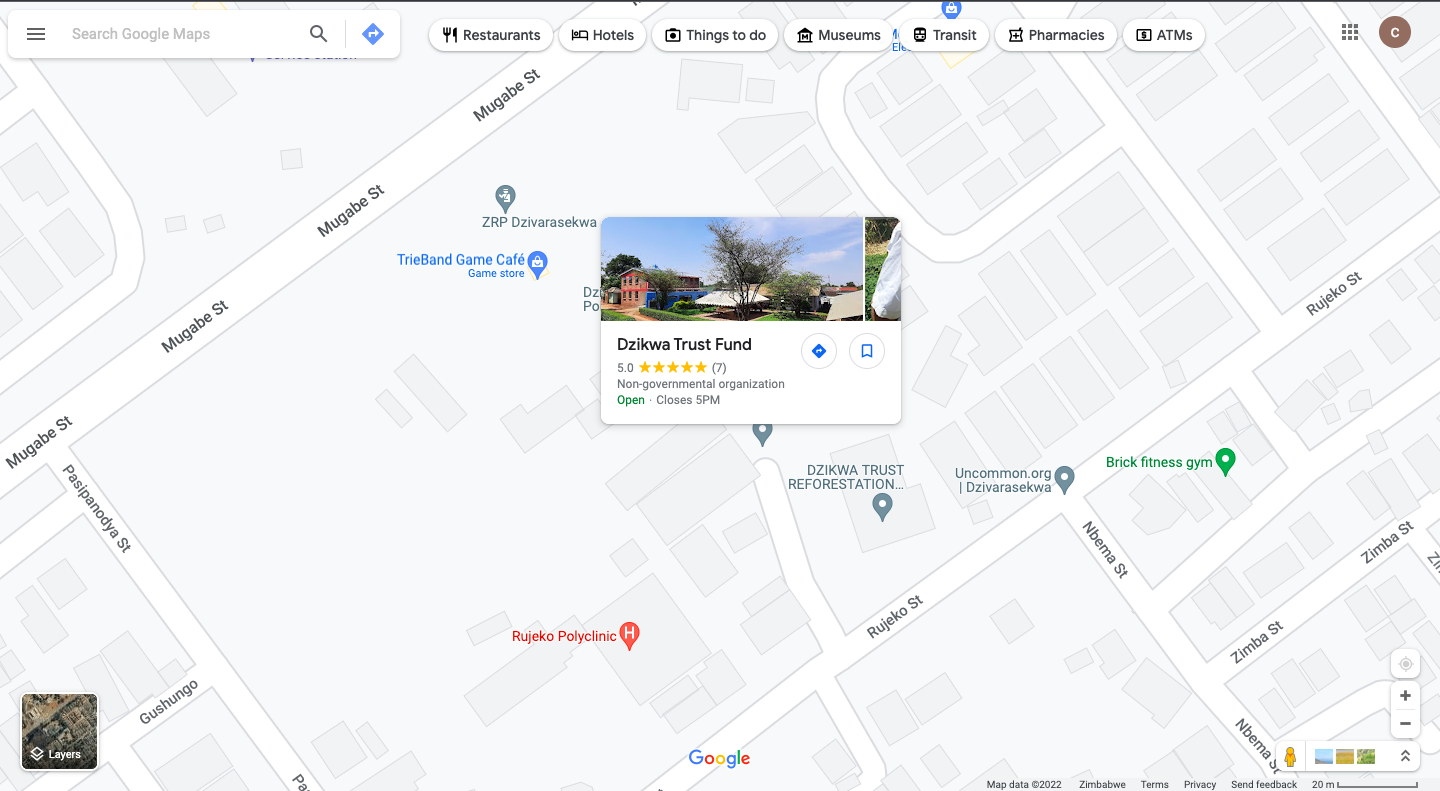 Search Google Maps
Restaurants
Hotels
Things to do
Museums
Transit
Pharmacies
ATMs
C
Mugabe St
Mugabe St
Mugabe St
Mugabe St
ZRP Dzivarasekwa
TrieBand Game Café
Game store
Dzikwa Trust Fund
5.0 ★★★★★ (7)
Non-governmental organization
Open · Closes 5PM
Rujeko St
DZIKWA TRUST
REFORESTATION...
Uncommon.org
| Dzivarasekwa
Brick fitness gym
Pasipanodya St
Nbema St
Zimba St
Rujeko St
Rujeko Polyclinic
H
Zimba St
Gushungo
Nbema St
Layers
Google
Map data ©2022 Zimbabwe Terms Privacy Send feedback 20 m